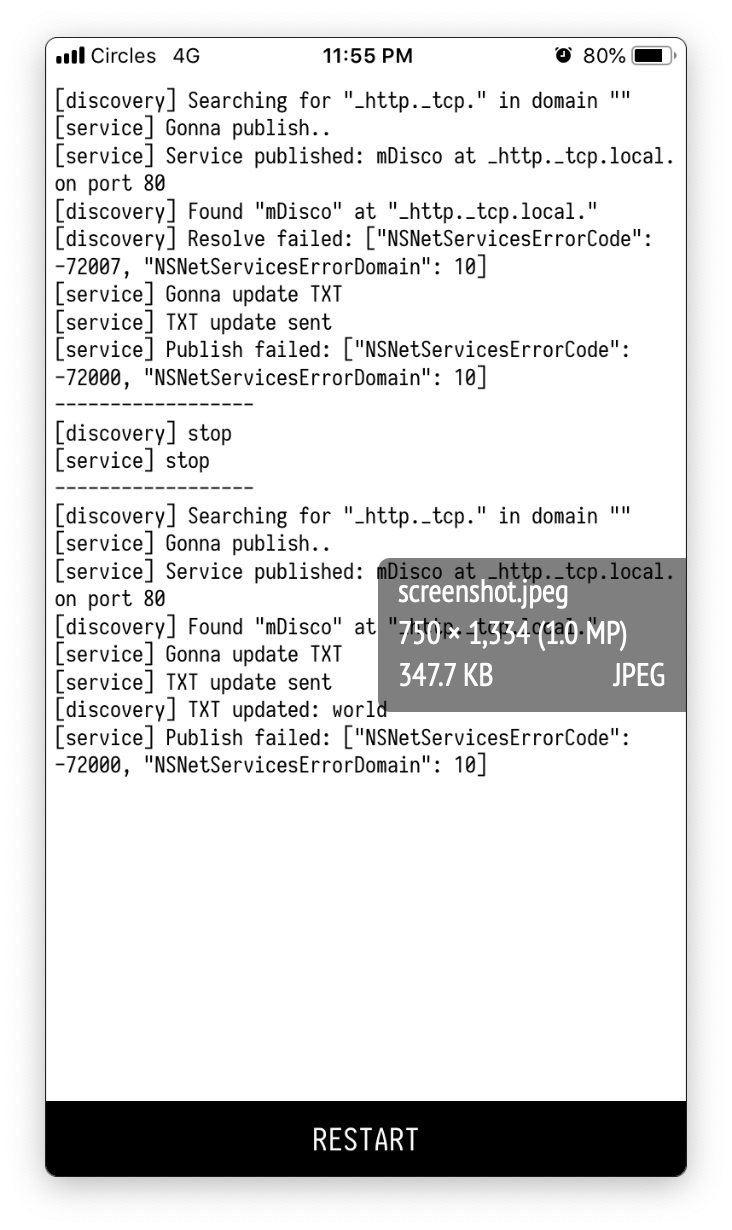 Circles 4G 11:55 PM 80%
[discovery] Searching for "_http._tcp." in domain ""
[service] Gonna publish..
[service] Service published: mDisco at _http._tcp.local.
on port 80
[discovery] Found "mDisco" at "_http._tcp.local."
[discovery] Resolve failed: ["NSNetServicesErrorCode":
-72007, "NSNetServicesErrorDomain": 10]
[service] Gonna update TXT
[service] TXT update sent
[service] Publish failed: ["NSNetServicesErrorCode":
-72000, "NSNetServicesErrorDomain": 10]
------------------
[discovery] stop
[service] stop
------------------
[discovery] Searching for "_http._tcp." in domain ""
[service] Gonna publish..
[service] Service published: mDisco at _http._tcp.local.
on port 80
[discovery] Found "mDisco" at "_http._tcp.local."
[service] Gonna update TXT
[service] TXT update sent
[discovery] TXT updated: world
[service] Publish failed: ["NSNetServicesErrorCode":
-72000, "NSNetServicesErrorDomain": 10]
screenshot.jpeg
750 × 1,334 (1.0 MP)
347.7 KB JPEG
RESTART